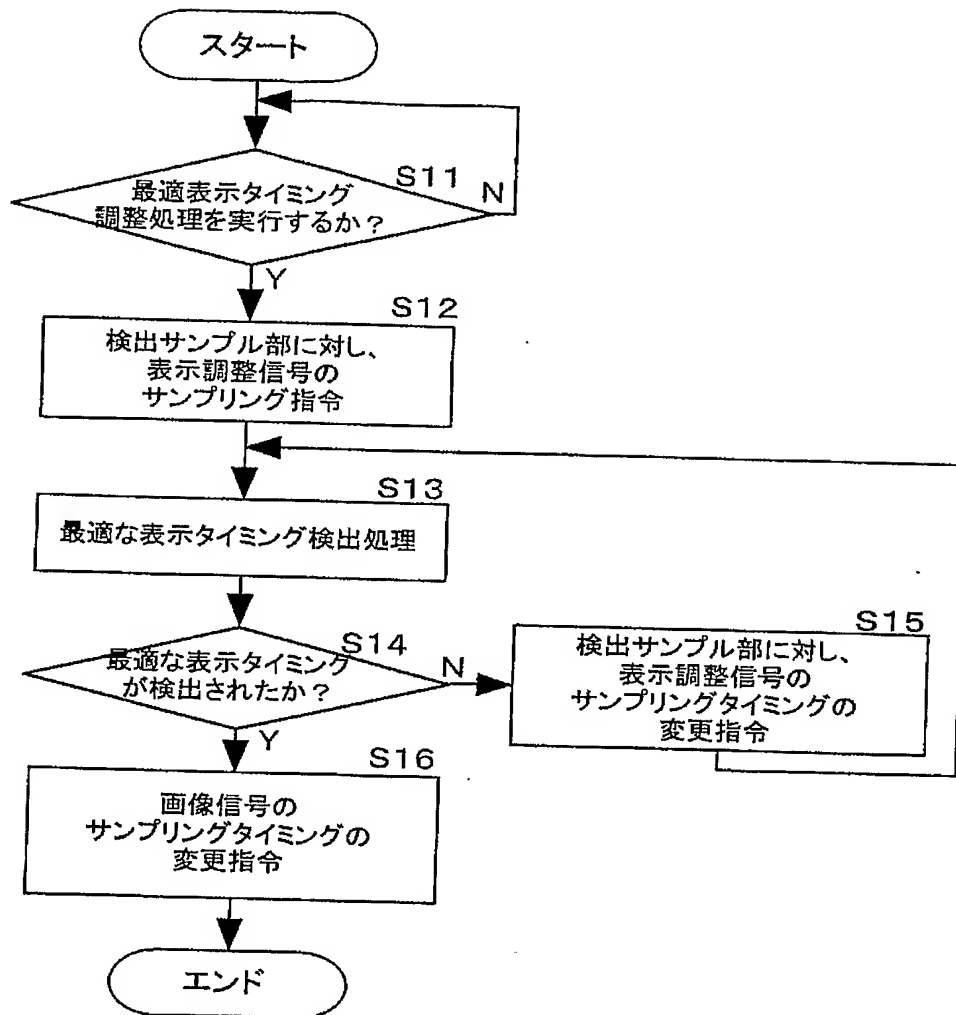 スタート
S11
最適表示タイミング
調整処理を実行するか?
N
Y
S12
検出サンプル部に対し、
表示調整信号の
サンプリング指令
S13
最適な表示タイミング検出処理
S14
最適な表示タイミング
が検出されたか?
N
Y
S15
検出サンプル部に対し、
表示調整信号の
サンプリングタイミングの
変更指令
S16
画像信号の
サンプリングタイミングの
変更指令
エンド